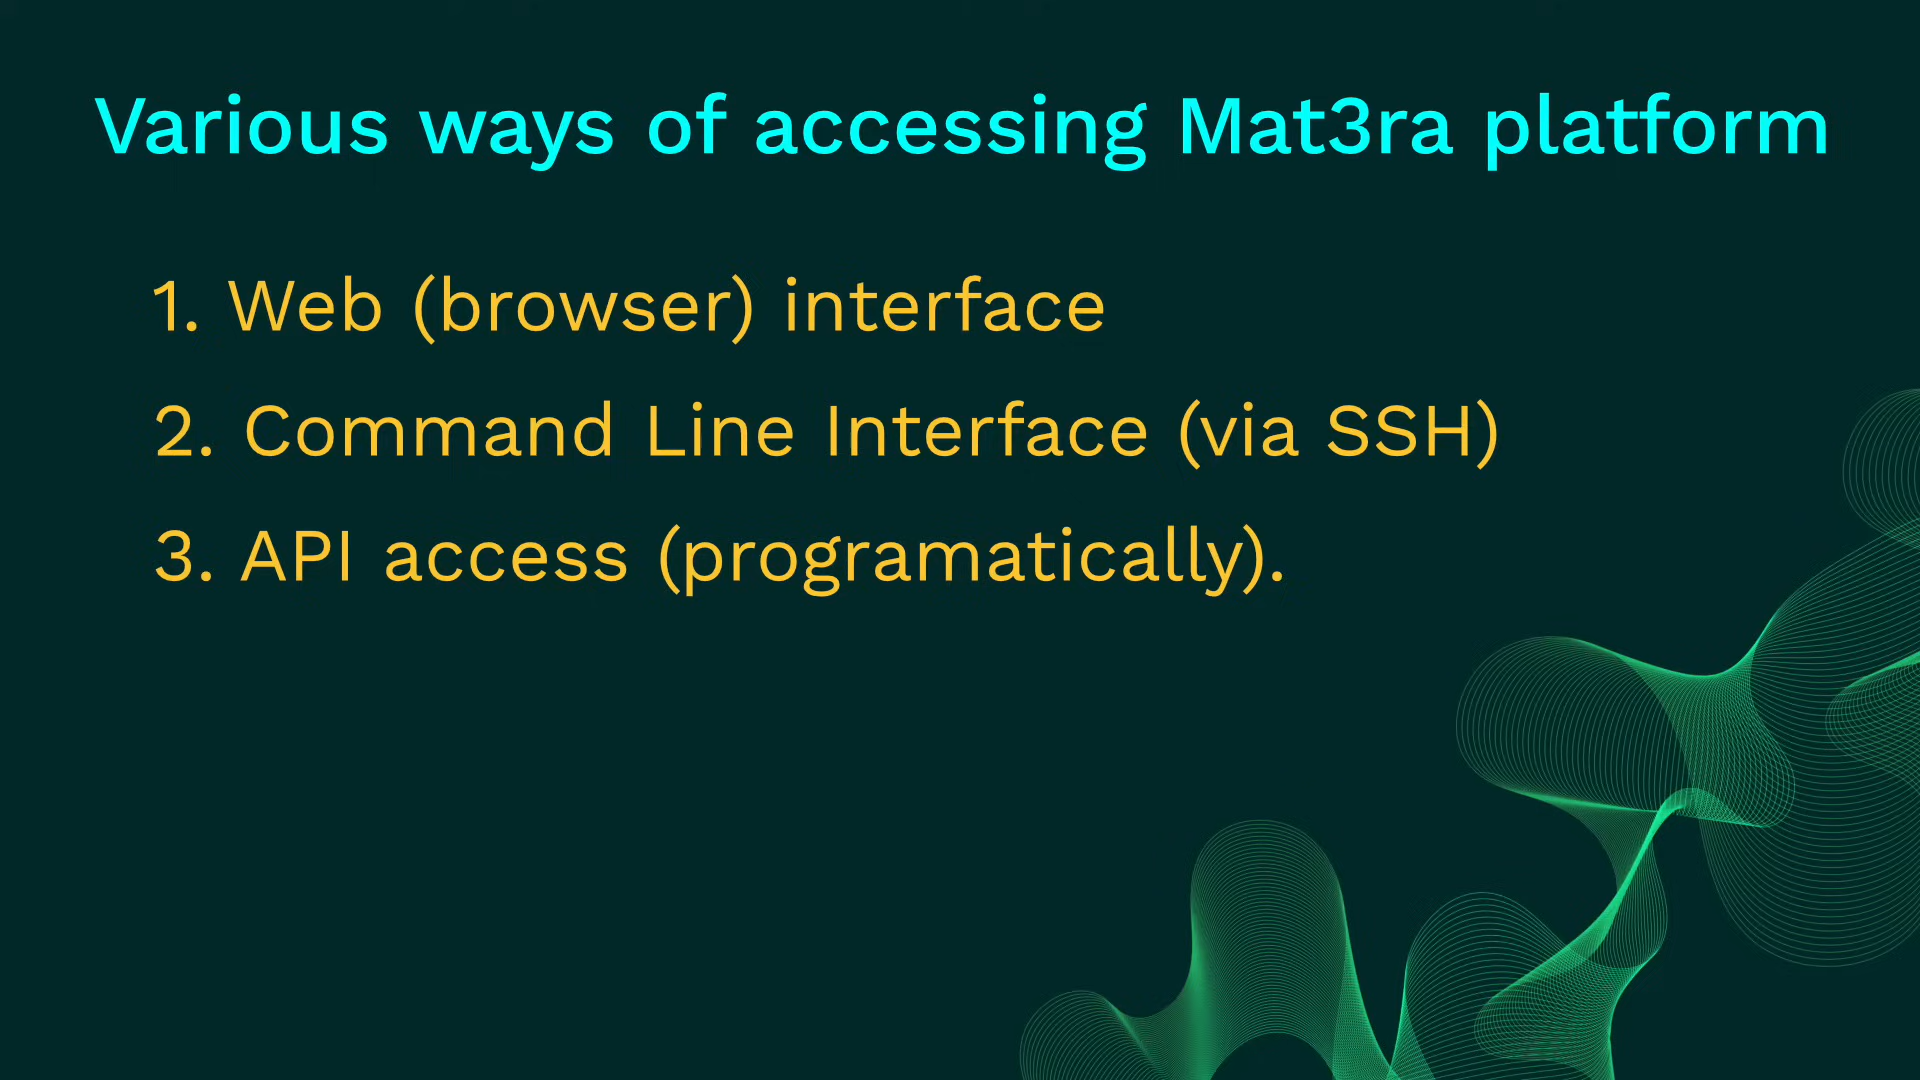 Various ways of accessing Mat3ra platform
1. Web (browser) interface
2. Command Line Interface (via SSH)
3. API access (programatically).